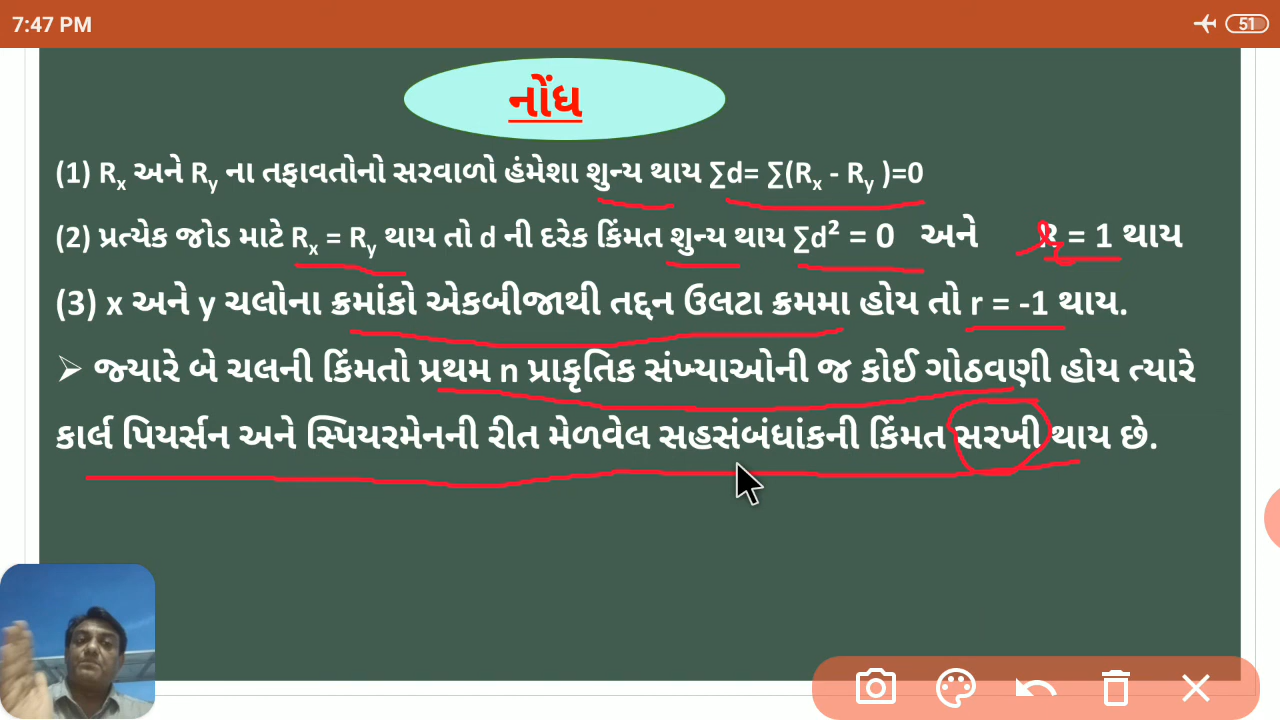 7:47 PM
51
નોંધ
(1) Rx અને Ry ના તફાવતોનો સરવાળો હંમેશા શુન્ય થાય ∑d= ∑(Rx - Ry )=0
(2) પ્રત્યેક જોડ માટે Rx = Ry થાય તો d ની દરેક કિંમત શુન્ય થાય ∑d² = 0 અને r = 1 થાય
(3) x અને y ચલોના ક્રમાંકો એકબીજાથી તદ્દન ઉલટા ક્રમમા હોય તો r = -1 થાય.
➢ જ્યારે બે ચલની કિંમતો પ્રથમ n પ્રાકૃતિક સંખ્યાઓની જ કોઈ ગોઠવણી હોય ત્યારે
કાર્લ પિયર્સન અને સ્પિયરમેનની રીત મેળવેલ સહસંબંધાંકની કિંમત સરખી થાય છે.